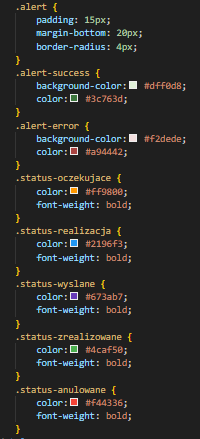 .alert {
padding: 15px;
margin-bottom: 20px;
border-radius: 4px;
}
.alert-success {
background-color: #dff0d8;
color: #3c763d;
}
.alert-error {
background-color: #f2dede;
color: #a94442;
}
.status-oczekujace {
color: #ff9800;
font-weight: bold;
}
.status-realizacja {
color: #2196f3;
font-weight: bold;
}
.status-wyslane {
color: #673ab7;
font-weight: bold;
}
.status-zrealizowane {
color: #4caf50;
font-weight: bold;
}
.status-anulowane {
color: #f44336;
font-weight: bold;
}